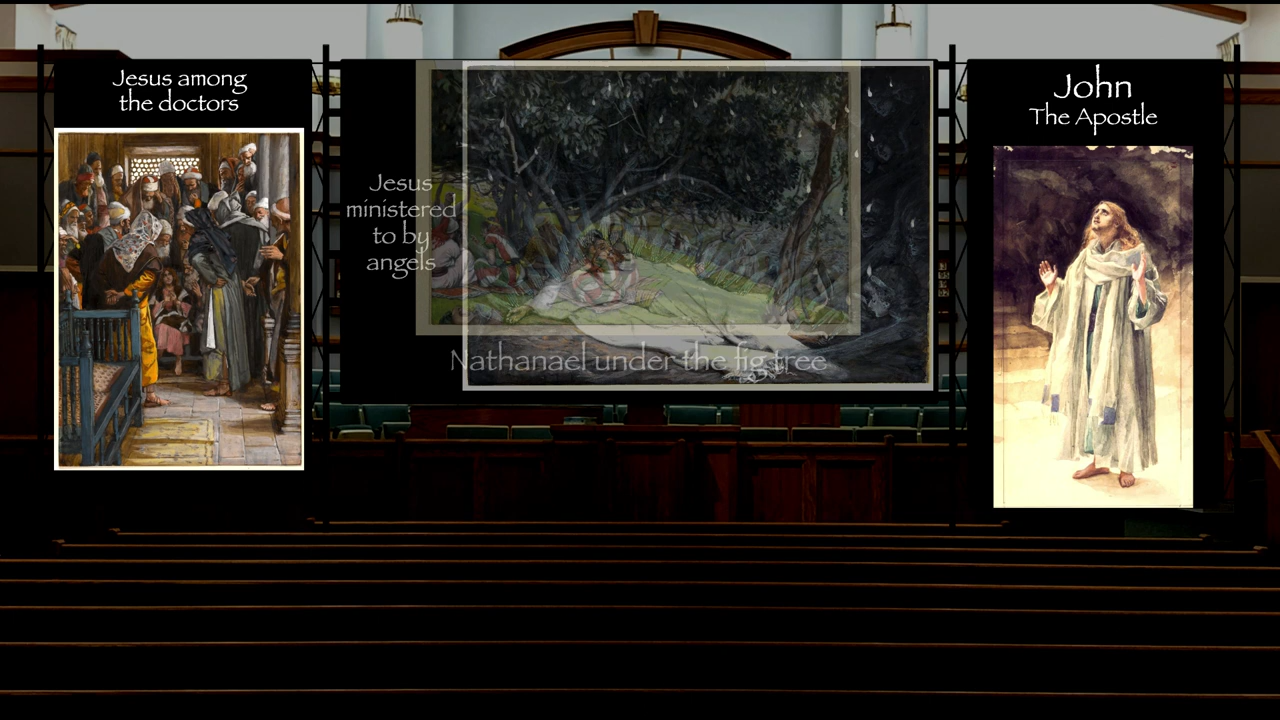 Jesus among
the doctors
Jesus
ministered
to by
angels
Nathanael under the fig tree
John
The Apostle